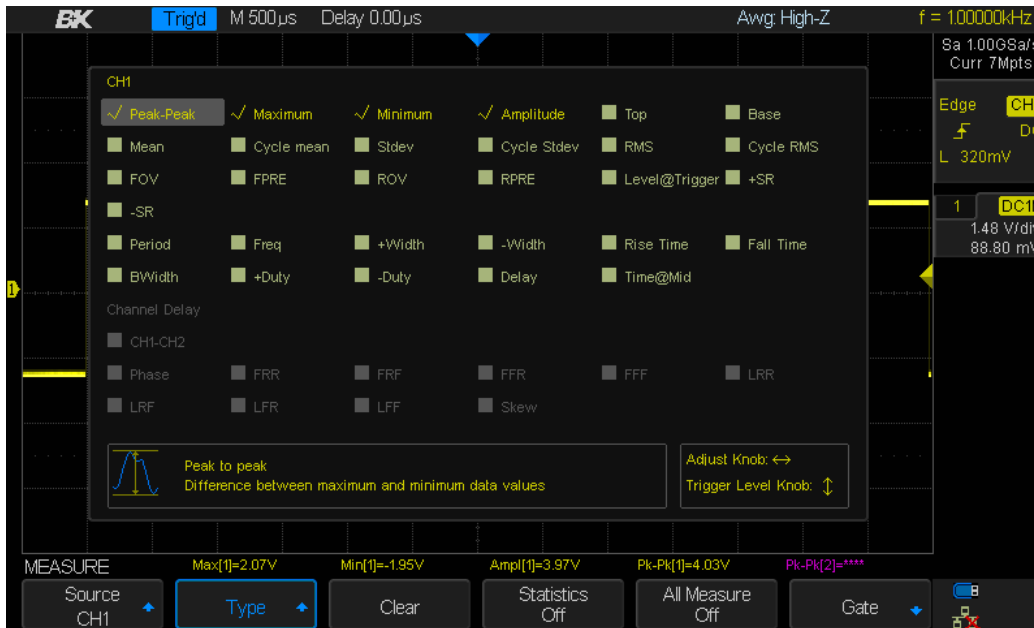 BK Trig'd M 500µs Delay 0.00µs Awg: High-Z f = 1.00000kHz
Sa 1.00GSa/s
Curr 7Mpts
CH1
Peak-Peak Maximum Minimum Amplitude Top Base
Edge CH
Mean Cycle mean Stdev Cycle Stdev RMS Cycle RMS
L 320mV
FOV FPRE ROV RPRE Level@Trigger +SR
-SR
1 DC1
1.48 V/div
Period Freq +Width -Width Rise Time Fall Time
88.80 mV
BWidth +Duty -Duty Delay Time@Mid
1
Channel Delay
CH1-CH2
Phase FRR FRF FFR FFF LRR
LRF LFR LFF Skew
Peak to peak
Difference between maximum and minimum data values
Adjust Knob:
Trigger Level Knob:
MEASURE Max[1]=2.07V Min[1]=-1.95V Ampl[1]=3.97V Pk-Pk[1]=4.03V Pk-Pk[2]=****
Source
CH1
Type
Clear
Statistics
Off
All Measure
Off
Gate